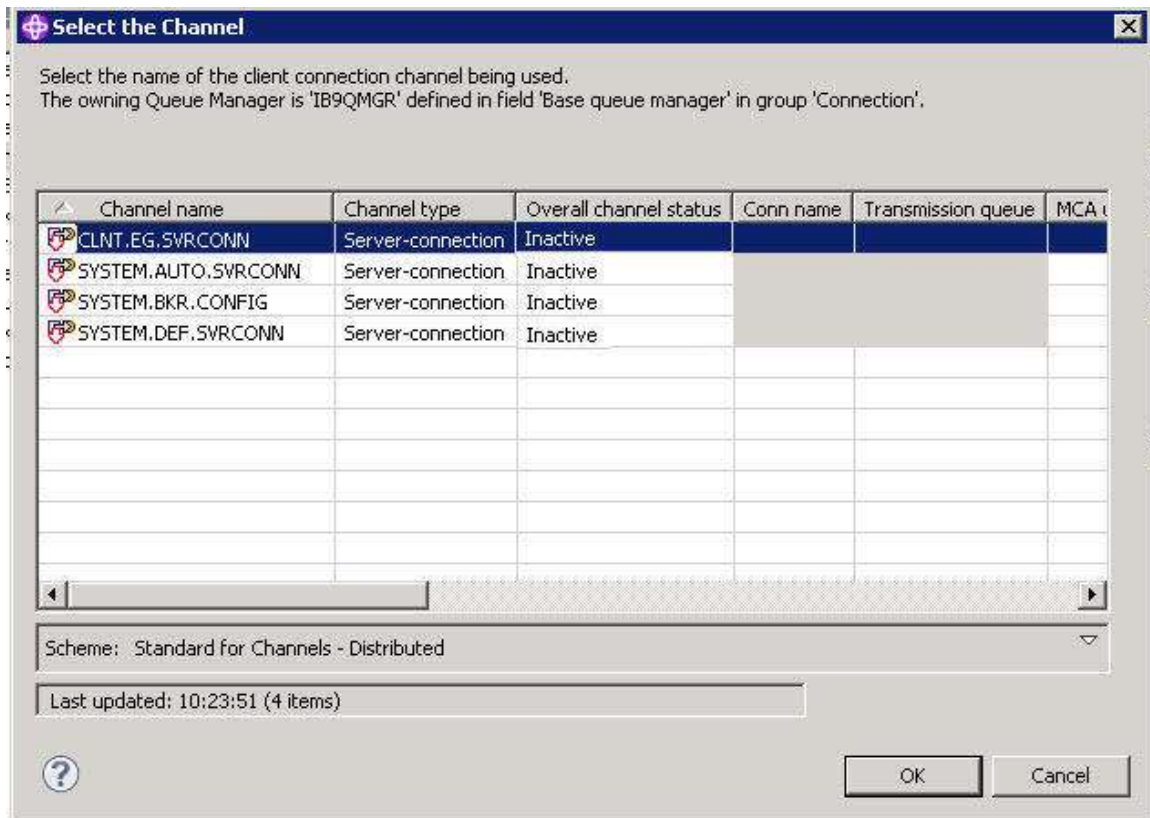 Select the Channel
Select the name of the client connection channel being used.
The owning Queue Manager is 'IB9QMGR' defined in field 'Base queue manager' in group 'Connection'.
Channel name Channel type Overall channel status Conn name Transmission queue MCA
CLNT.EG.SVRCONN Server-connection Inactive
SYSTEM.AUTO.SVRCONN Server-connection Inactive
SYSTEM.BKR.CONFIG Server-connection Inactive
SYSTEM.DEF.SVRCONN Server-connection Inactive
Scheme: Standard for Channels - Distributed
Last updated: 10:23:51 (4 items)
OK Cancel